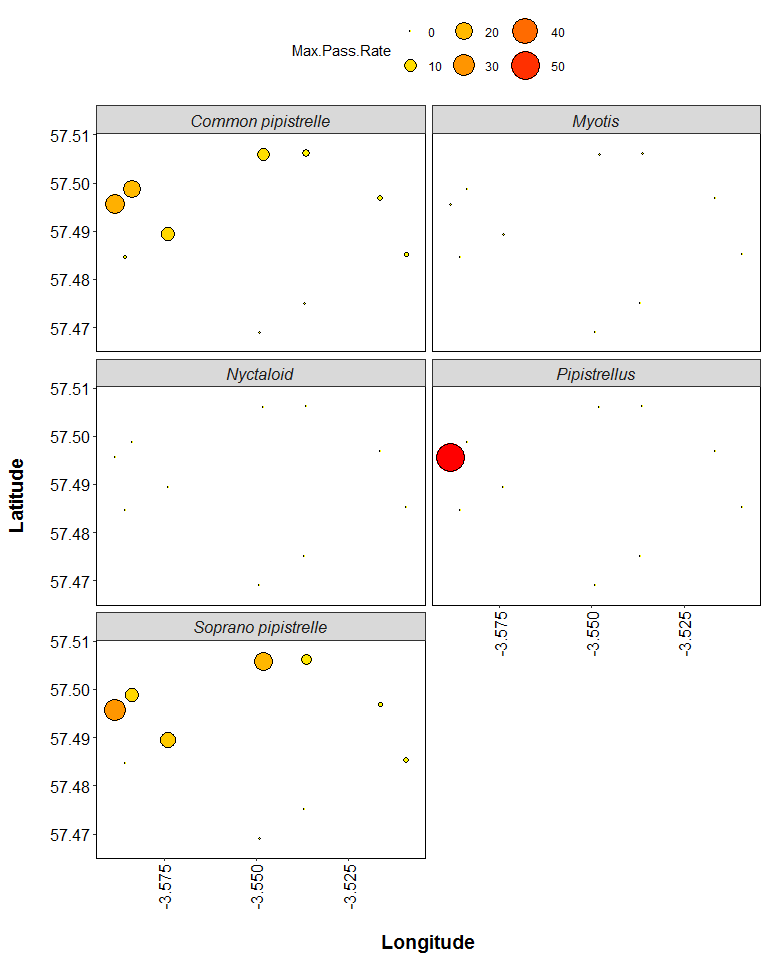 Max.Pass.Rate
0 20 40
10 30 50
Common pipistrelle Myotis
57.51
57.50
57.49
57.48
57.47
Nyctaloid Pipistrellus
57.51
57.50
57.49
57.48
57.47
-3.575 -3.550 -3.525
Soprano pipistrelle
57.51
57.50
57.49
57.48
57.47
-3.575 -3.550 -3.525
Latitude
Longitude